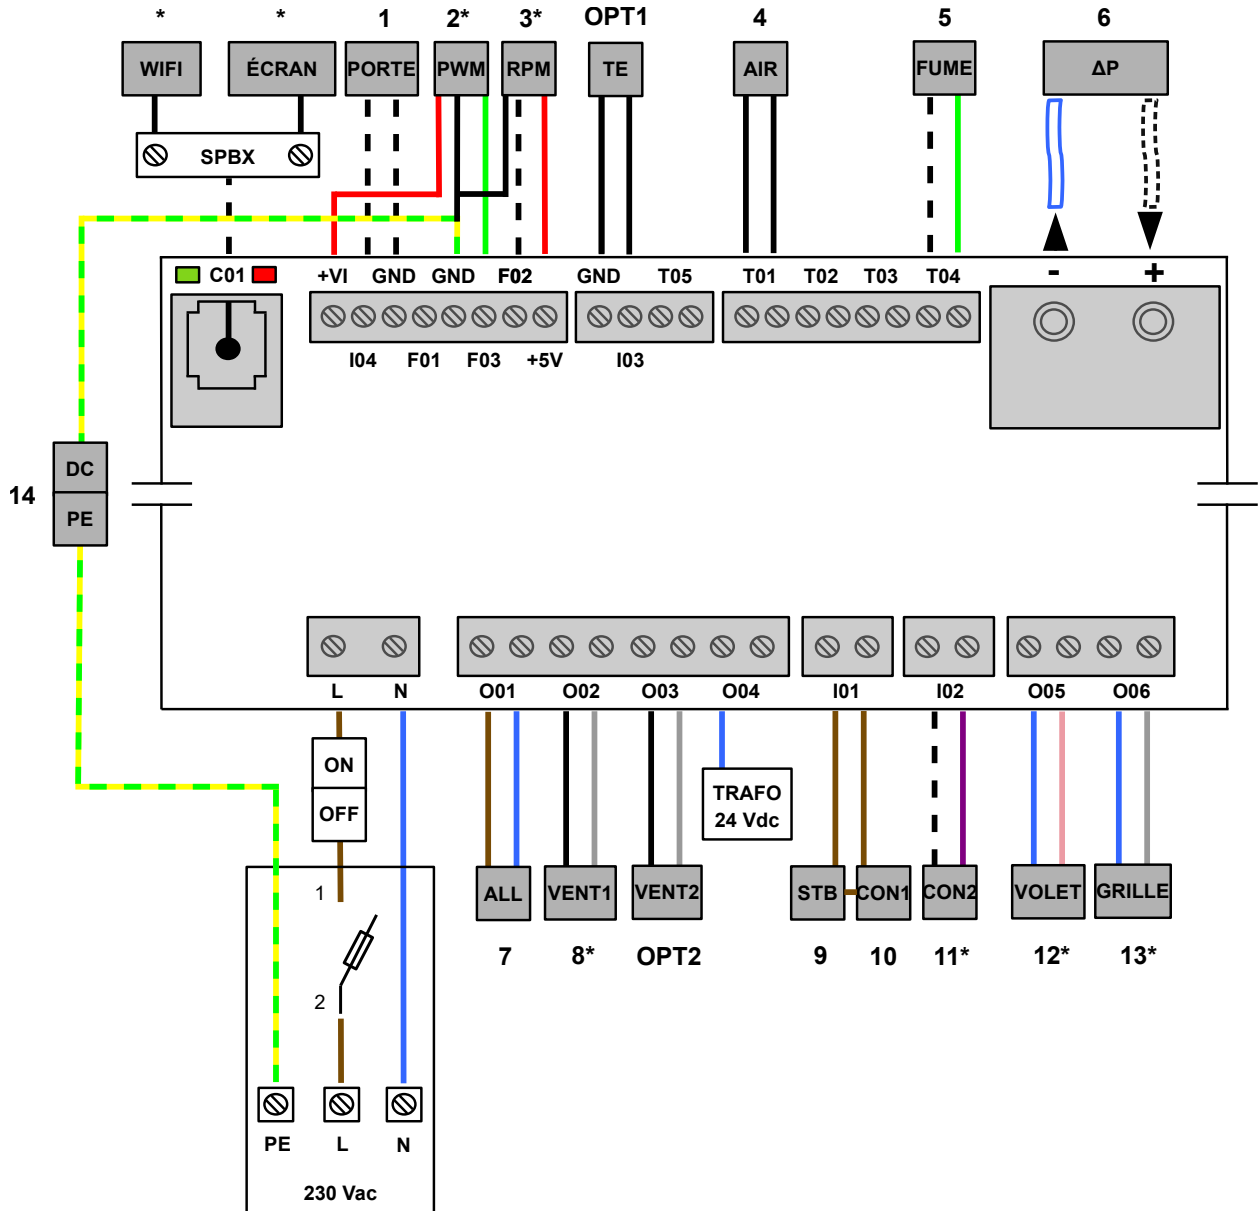 * * 1 2* 3* OPT1 4 5 6
WIFI ÉCRAN PORTE PWM RPM TE AIR FUME ΔP
SPBX
C01 +VI GND GND F02 GND T05 T01 T02 T03 T04 - +
I04 F01 F03 +5V I03
DC
14
PE
L N O01 O02 O03 O04 I01 I02 O05 O06
ON
OFF
TRAFO
24 Vdc
ALL VENT1 VENT2 STB CON1 CON2 VOLET GRILLE
7 8* OPT2 9 10 11* 12* 13*
1
2
PE L N
230 Vac